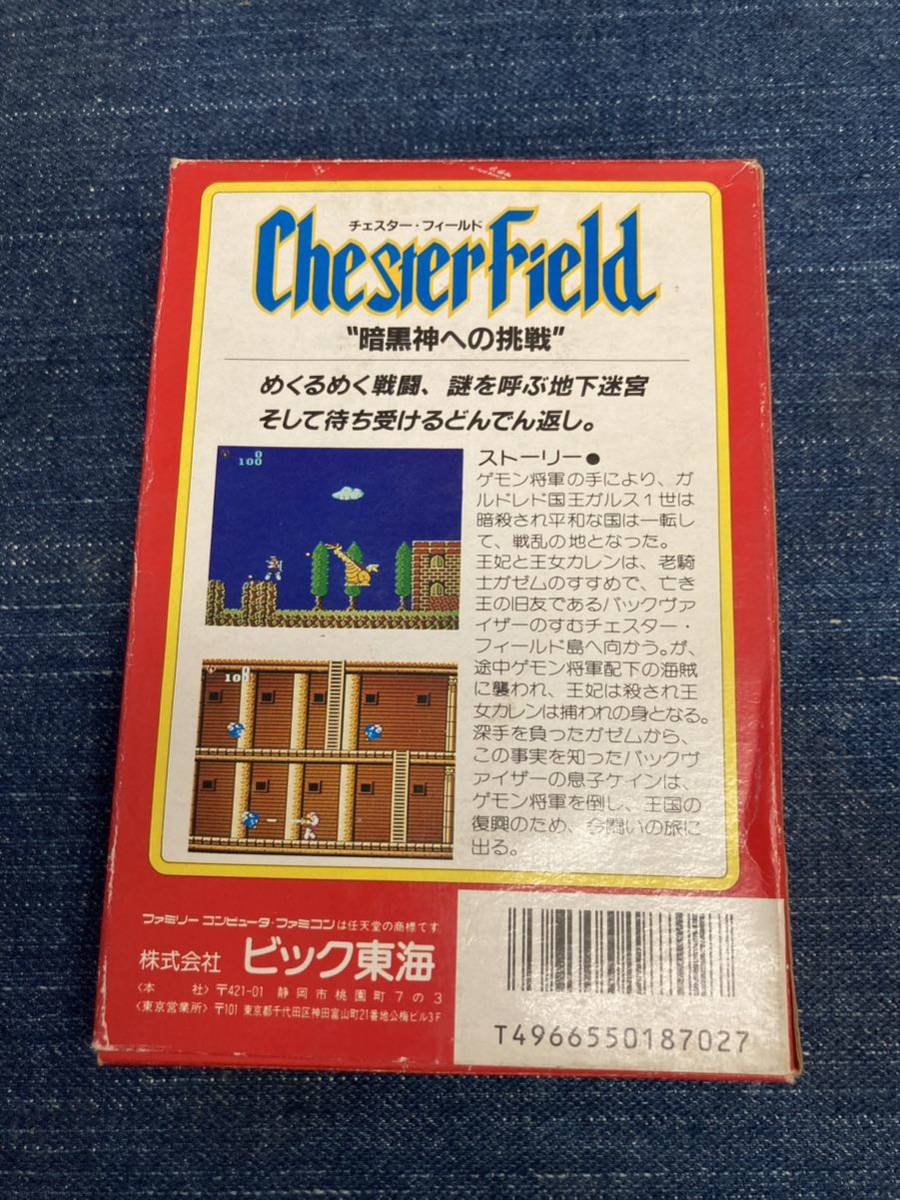 チェスター・フィールド
Chesterfield
"暗黒神への挑戦"
めくるめく戦闘、謎を呼ぶ地下迷宮
そして待ち受けるどんでん返し。
0
100
0
100
ストーリー●
ゲモン将軍の手により、ガ
ルドレド国王ガルス1世は
暗殺され平和な国は一転し
て、戦乱の地となった。
王妃と王女カレンは、老騎
士ガゼムのすすめで、亡き
王の旧友であるバックヴァ
イザーのすむチェスター・
フィールド島へ向かう。が、
途中ゲモン将軍配下の海賊
に襲われ、王妃は殺され王
女カレンは捕われの身となる。
深手を負ったガゼムから、
この事実を知ったバックヴ
ァイザーの息子ケインは、
ゲモン将軍を倒し、王国の
復興のため、今闘いの旅に
出る。
ファミリーコンピュータ・ファミコンは任天堂の商標です
株式会社 ビック東海
〈本 社〉〒421-01 静岡市桃園町7の3
〈東京営業所〉〒101 東京都千代田区神田富山町21番地公梅ビル3F
T4966550187027